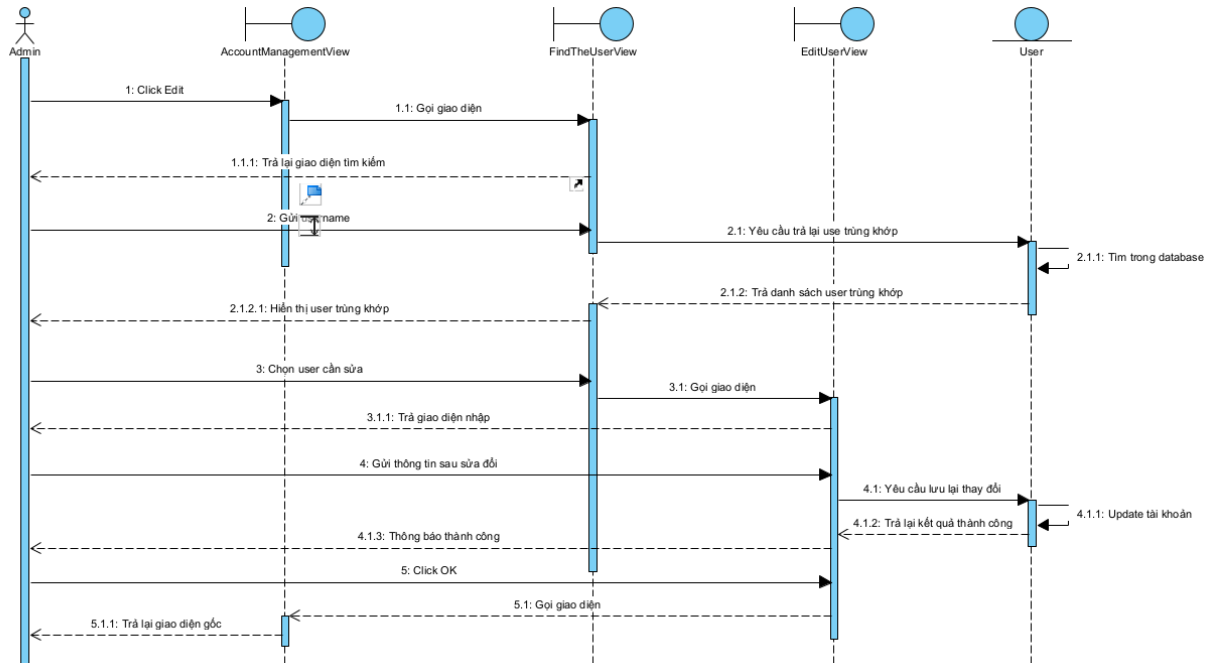 Admin
AccountManagementView
FindTheUserView
EditUserView
User
1: Click Edit
1.1: Gọi giao diện
1.1.1: Trả lại giao diện tìm kiếm
2: Gửi username
2.1: Yêu cầu trả lại use trùng khớp
2.1.1: Tìm trong database
2.1.2: Trả danh sách user trùng khớp
2.1.2.1: Hiển thị user trùng khớp
3: Chọn user cần sửa
3.1: Gọi giao diện
3.1.1: Trả giao diện nhập
4: Gửi thông tin sau sửa đổi
4.1: Yêu cầu lưu lại thay đổi
4.1.1: Update tài khoản
4.1.2: Trả lại kết quả thành công
4.1.3: Thông báo thành công
5: Click OK
5.1: Gọi giao diện
5.1.1: Trả lại giao diện gốc